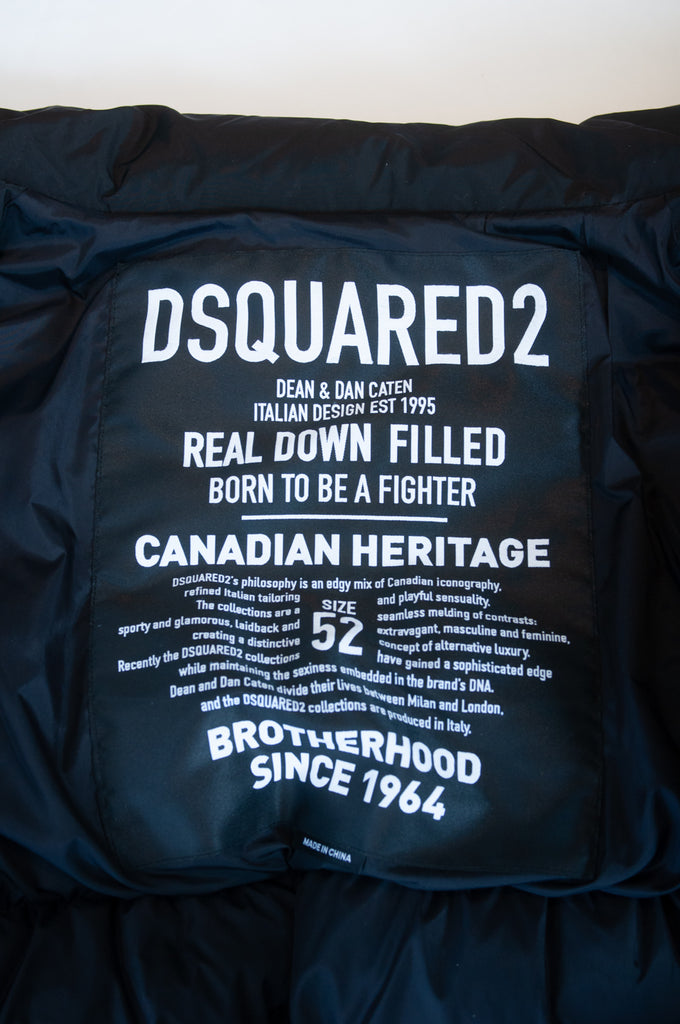 DSQUARED2
DEAN & DAN CATEN
ITALIAN DESIGN EST 1995
REAL DOWN FILLED
BORN TO BE A FIGHTER
CANADIAN HERITAGE
DSQUARED2's philosophy is an edgy mix of Canadian iconography,
refined Italian tailoring and playful sensuality.
The collections are a seamless melding of contrasts:
sporty and glamorous, laidback and extravagant, masculine and feminine,
creating a distinctive concept of alternative luxury.
Recently the DSQUARED2 collections have gained a sophisticated edge
SIZE
52
while maintaining the sexiness embedded in the brand's DNA.
Dean and Dan Caten divide their lives between Milan and London,
and the DSQUARED2 collections are produced in Italy.
BROTHERHOOD
SINCE 1964
MADE IN CHINA